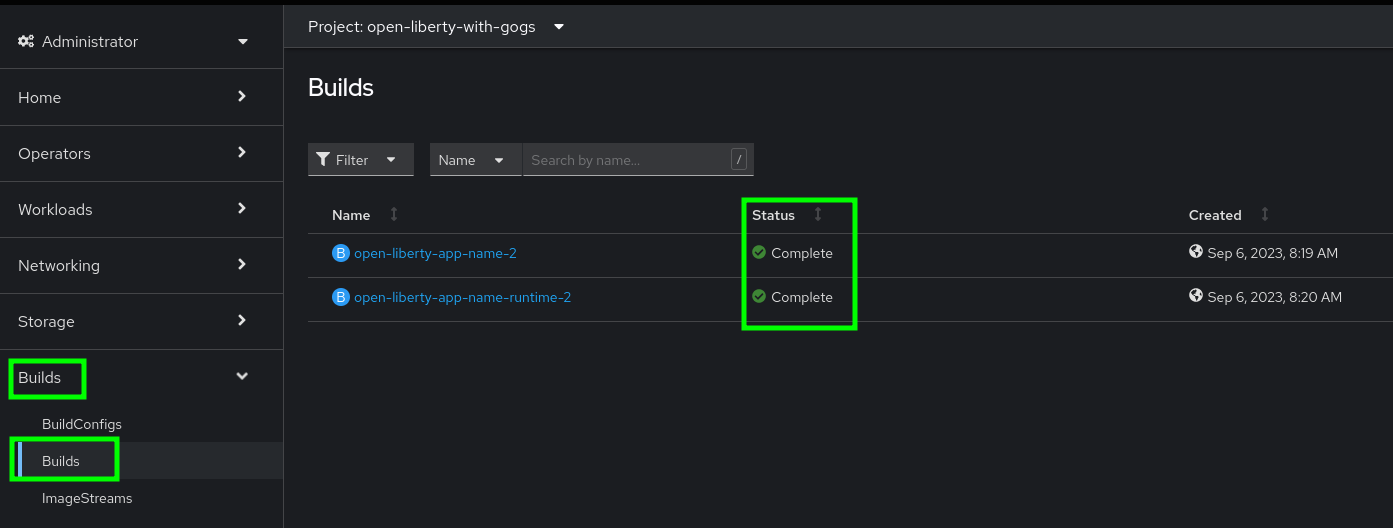 Administrator
Home
Operators
Workloads
Networking
Storage
Builds
BuildConfigs
Builds
ImageStreams
Project: open-liberty-with-gogs
Builds
Filter Name Search by name... /
Name Status Created
B open-liberty-app-name-2 Complete Sep 6, 2023, 8:19 AM
B open-liberty-app-name-runtime-2 Complete Sep 6, 2023, 8:20 AM